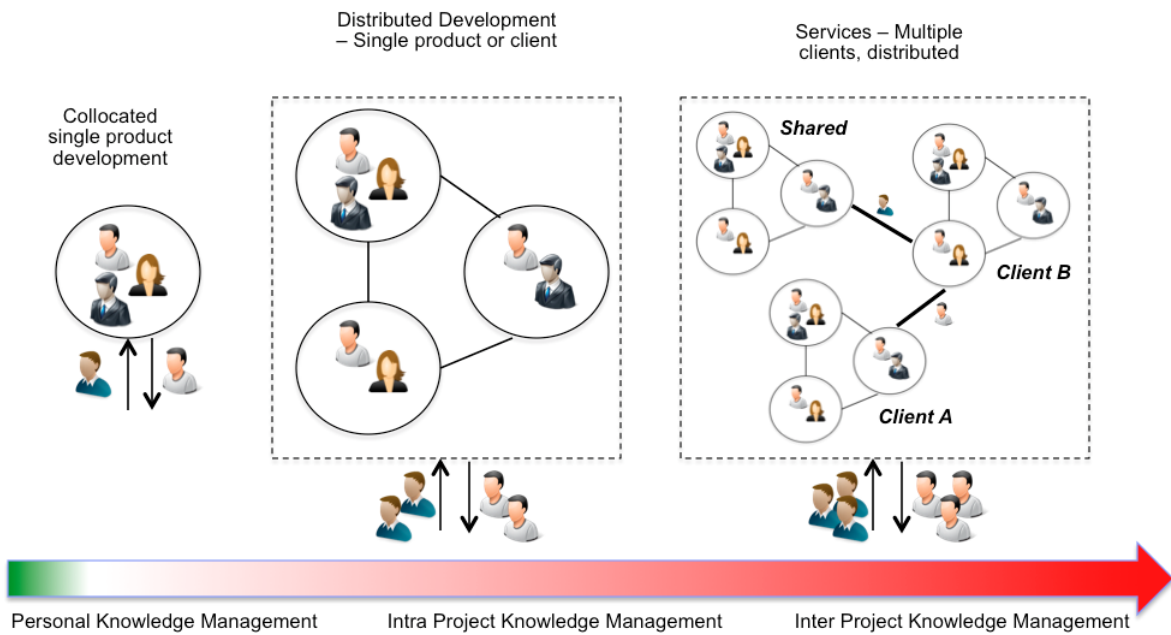 Distributed Development
– Single product or client
Services – Multiple
clients, distributed
Collocated
single product
development
Shared
Client B
Client A
Personal Knowledge Management
Intra Project Knowledge Management
Inter Project Knowledge Management